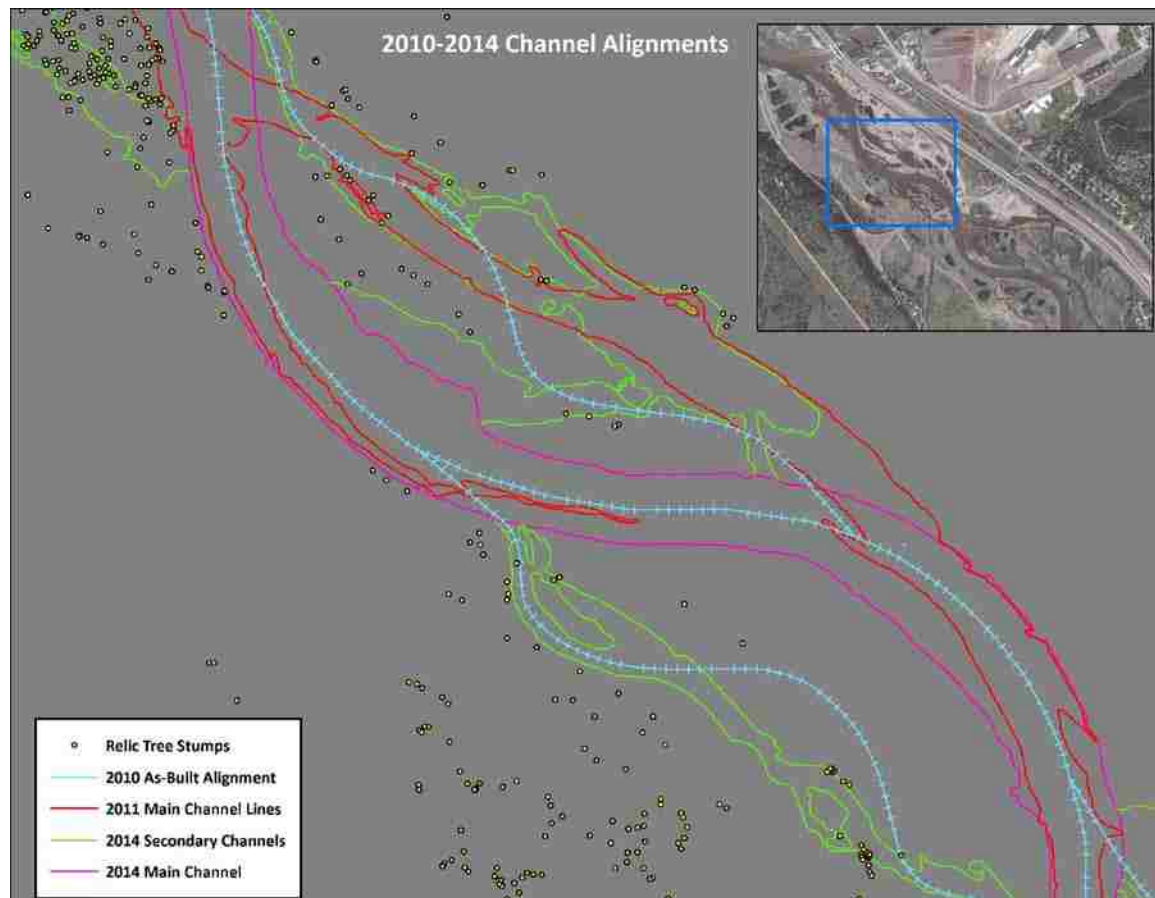 2010-2014 Channel Alignments
Relic Tree Stumps
2010 As-Built Alignment
2011 Main Channel Lines
2014 Secondary Channels
2014 Main Channel